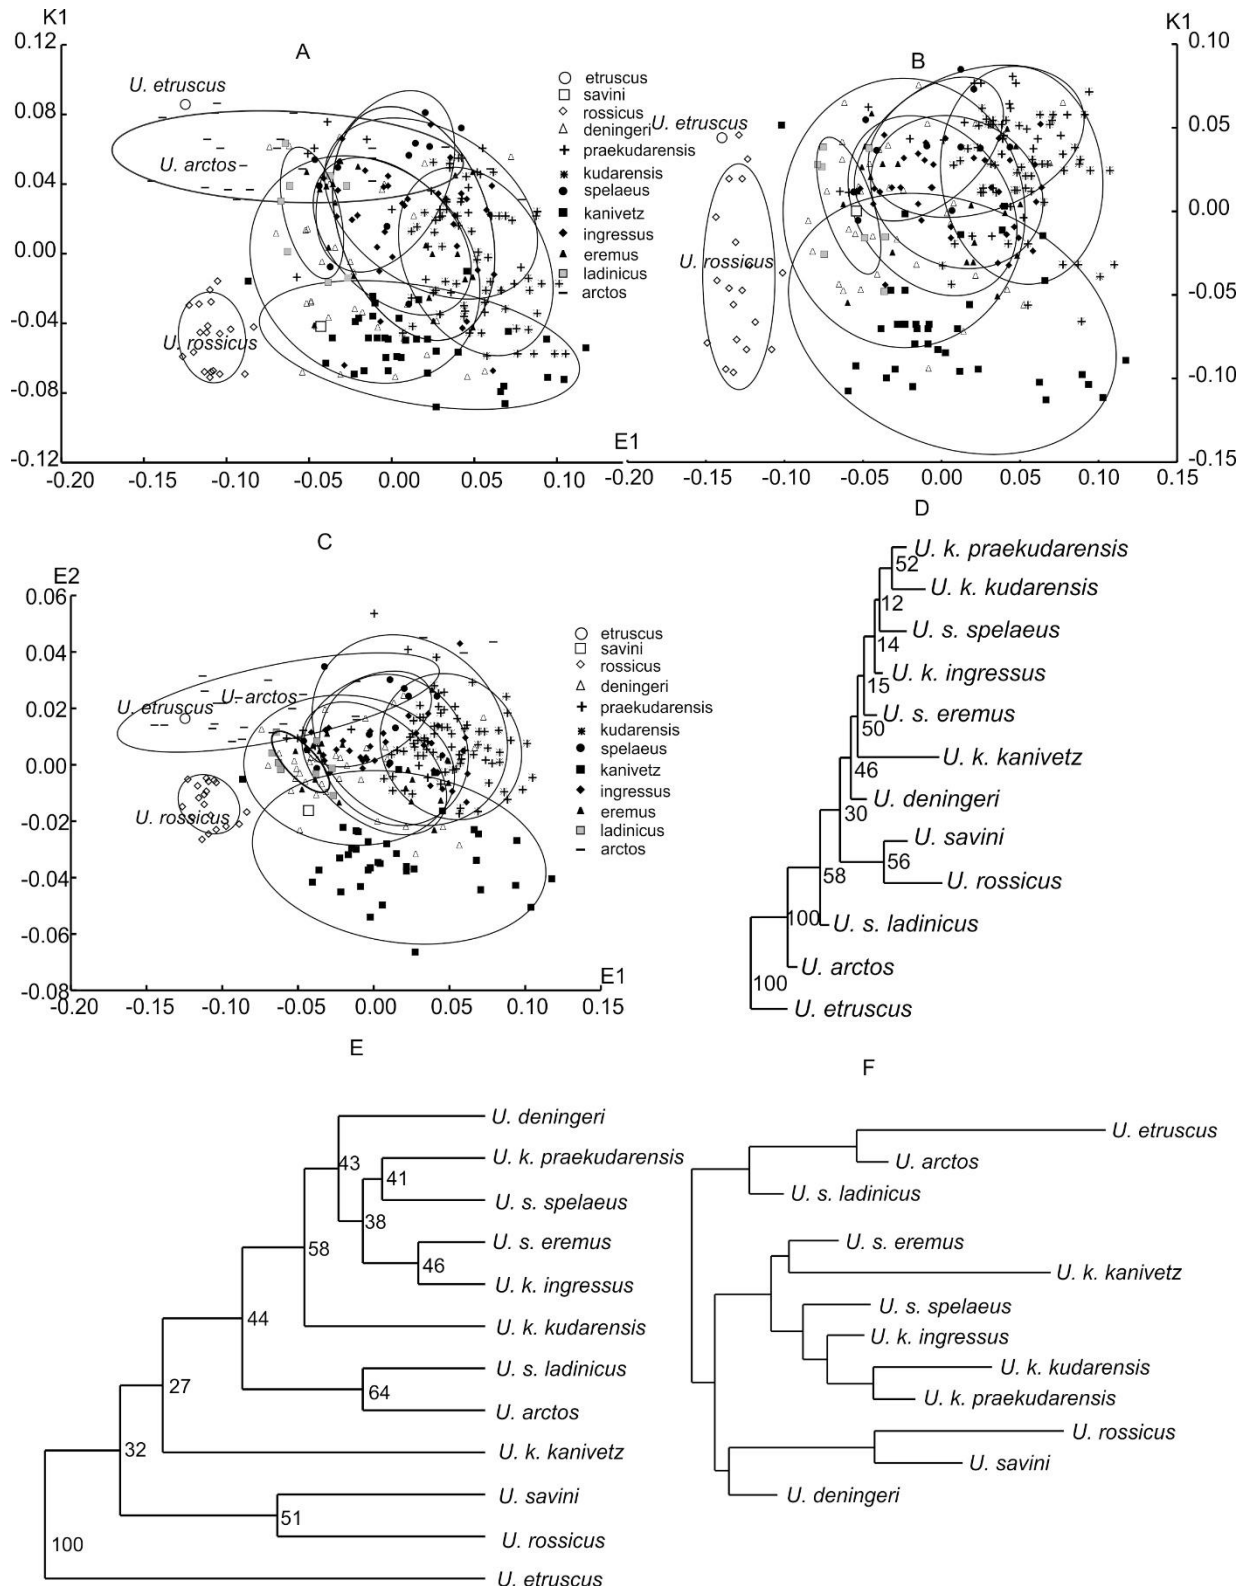 K1
A
0.12
0.08
0.04
0.00
-0.04
-0.08
-0.12
-0.20 -0.15 -0.10 -0.05 0.00 0.05 0.10
E1
U. etruscus
U. arctos
U. rossicus
etruscus
savini
rossicus
deningeri
praekudarensis
kudarensis
spelaeus
kanivetz
ingressus
eremus
ladinicus
arctos
K1
B
0.10
0.05
0.00
-0.05
-0.10
-0.15
-0.20 -0.15 -0.10 -0.05 0.00 0.05 0.10 0.15
U. etruscus
U. rossicus
C
E2
0.06
0.04
0.02
0.00
-0.02
-0.04
-0.06
-0.08
-0.20 -0.15 -0.10 -0.05 0.00 0.05 0.10 0.15
E1
U. etruscus
U. arctos
U. rossicus
etruscus
savini
rossicus
deningeri
praekudarensis
kudarensis
spelaeus
kanivetz
ingressus
eremus
ladinicus
arctos
D
U. k. praekudarensis
52
U. k. kudarensis
12
U. s. spelaeus
14
U. k. ingressus
15
U. s. eremus
50
U. k. kanivetz
46
U. deningeri
30
U. savini
56
58
U. rossicus
100
U. s. ladinicus
U. arctos
100
U. etruscus
E
U. deningeri
43
U. k. praekudarensis
41
U. s. spelaeus
38
U. s. eremus
58
46
U. k. ingressus
44
U. k. kudarensis
U. s. ladinicus
27
64
U. arctos
32
U. k. kanivetz
U. savini
51
U. rossicus
100
U. etruscus
F
U. etruscus
U. arctos
U. s. ladinicus
U. s. eremus
U. k. kanivetz
U. s. spelaeus
U. k. ingressus
U. k. kudarensis
U. k. praekudarensis
U. rossicus
U. savini
U. deningeri